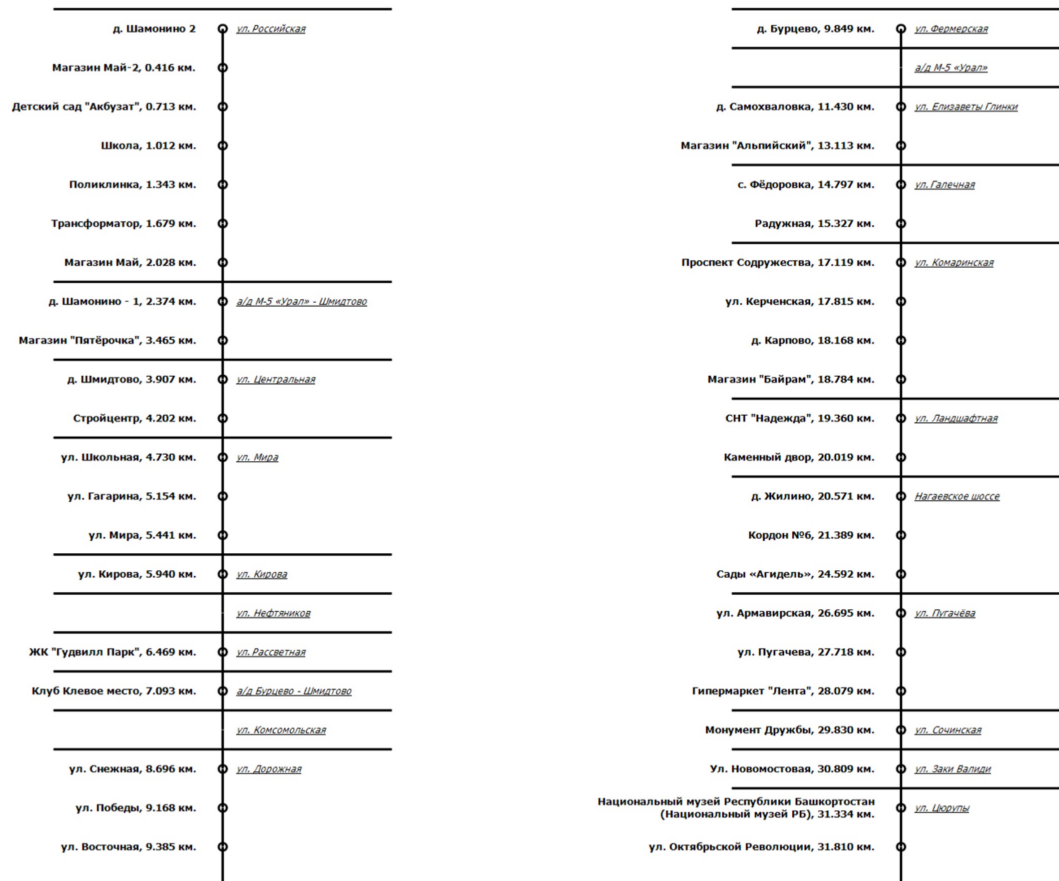 д. Шамонино 2 ул. Российская
Магазин Май-2, 0.416 км.
Детский сад "Акбузат", 0.713 км.
Школа, 1.012 км.
Поликлинка, 1.343 км.
Трансформатор, 1.679 км.
Магазин Май, 2.028 км.
д. Шамонино - 1, 2.374 км. а/д М-5 «Урал» - Шмидтово
Магазин "Пятёрочка", 3.465 км.
д. Шмидтово, 3.907 км. ул. Центральная
Стройцентр, 4.202 км.
ул. Школьная, 4.730 км. ул. Мира
ул. Гагарина, 5.154 км.
ул. Мира, 5.441 км.
ул. Кирова, 5.940 км. ул. Кирова
ул. Нефтяников
ЖК "Гудвилл Парк", 6.469 км. ул. Рассветная
Клуб Клевое место, 7.093 км. а/д Бурцево - Шмидтово
ул. Комсомольская
ул. Снежная, 8.696 км. ул. Дорожная
ул. Победы, 9.168 км.
ул. Восточная, 9.385 км.
д. Бурцево, 9.849 км. ул. Фермерская
а/д М-5 «Урал»
д. Самохваловка, 11.430 км. ул. Елизаветы Глинки
Магазин "Альпийский", 13.113 км.
с. Фёдоровка, 14.797 км. ул. Галечная
Радужная, 15.327 км.
Проспект Содружества, 17.119 км. ул. Комаринская
ул. Керченская, 17.815 км.
д. Карпово, 18.168 км.
Магазин "Байрам", 18.784 км.
СНТ "Надежда", 19.360 км. ул. Ландшафтная
Каменный двор, 20.019 км.
д. Жилино, 20.571 км. Нагаевское шоссе
Кордон №6, 21.389 км.
Сады «Агидель», 24.592 км.
ул. Армавирская, 26.695 км. ул. Пугачёва
ул. Пугачева, 27.718 км.
Гипермаркет "Лента", 28.079 км.
Монумент Дружбы, 29.830 км. ул. Сочинская
Ул. Новомостовая, 30.809 км. ул. Заки Валиди
Национальный музей Республики Башкортостан
(Национальный музей РБ), 31.334 км. ул. Цюрупы
ул. Октябрьской Революции, 31.810 км.